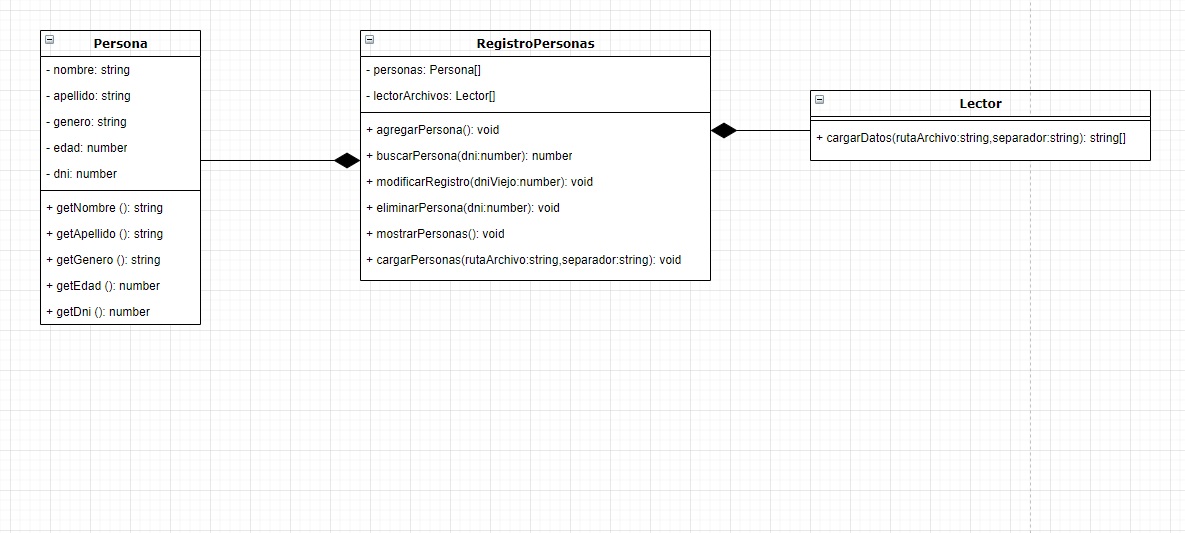 Persona
- nombre: string
- apellido: string
- genero: string
- edad: number
- dni: number
+ getNombre (): string
+ getApellido (): string
+ getGenero (): string
+ getEdad (): number
+ getDni (): number
RegistroPersonas
- personas: Persona[]
- lectorArchivos: Lector[]
+ agregarPersona(): void
+ buscarPersona(dni:number): number
+ modificarRegistro(dniViejo:number): void
+ eliminarPersona(dni:number): void
+ mostrarPersonas(): void
+ cargarPersonas(rutaArchivo:string,separador:string): void
Lector
+ cargarDatos(rutaArchivo:string,separador:string): string[]